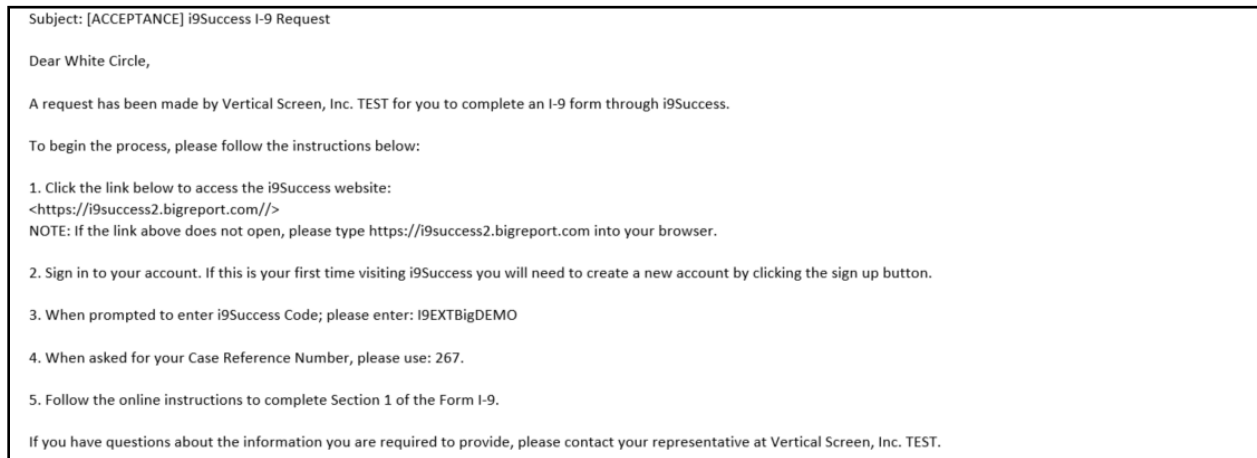 Subject: [ACCEPTANCE] i9Success I-9 Request
Dear White Circle,
A request has been made by Vertical Screen, Inc. TEST for you to complete an I-9 form through i9Success.
To begin the process, please follow the instructions below:
1. Click the link below to access the i9Success website:
<https://i9success2.bigreport.com//>
NOTE: If the link above does not open, please type https://i9success2.bigreport.com into your browser.
2. Sign in to your account. If this is your first time visiting i9Success you will need to create a new account by clicking the sign up button.
3. When prompted to enter i9Success Code; please enter: I9EXTBigDEMO
4. When asked for your Case Reference Number, please use: 267.
5. Follow the online instructions to complete Section 1 of the Form I-9.
If you have questions about the information you are required to provide, please contact your representative at Vertical Screen, Inc. TEST.